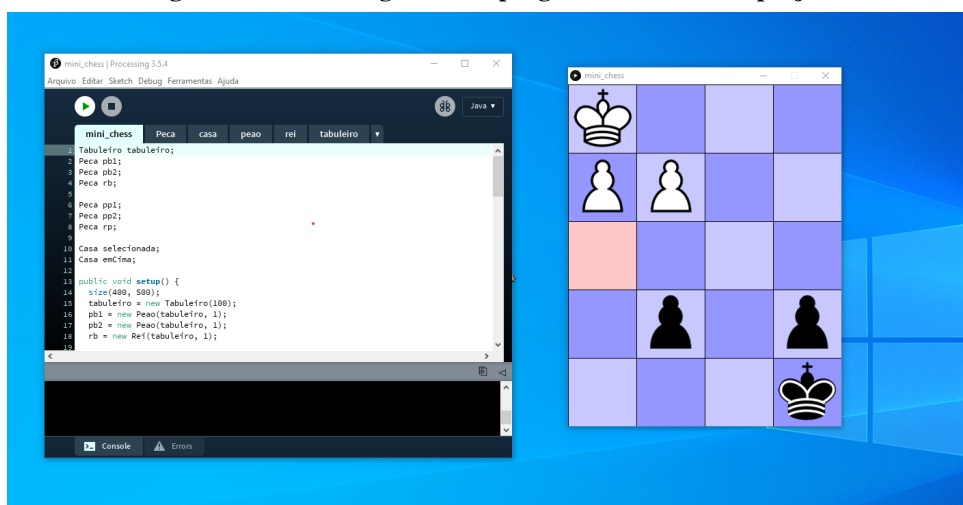 mini_chess | Processing 3.5.4
Arquivo Editar Sketch Debug Ferramentas Ajuda
Java
mini_chess Peca casa peao rei tabuleiro
1 Tabuleiro tabuleiro;
2 Peca pb1;
3 Peca pb2;
4 Peca rb;
5
6 Peca pp1;
7 Peca pp2;
8 Peca rp;
9
10 Casa selecionada;
11 Casa emCima;
12
13 public void setup() {
14 size(400, 500);
15 tabuleiro = new Tabuleiro(100);
16 pb1 = new Peao(tabuleiro, 1);
17 pb2 = new Peao(tabuleiro, 1);
18 rb = new Rei(tabuleiro, 1);
19
Console Errors
mini_chess